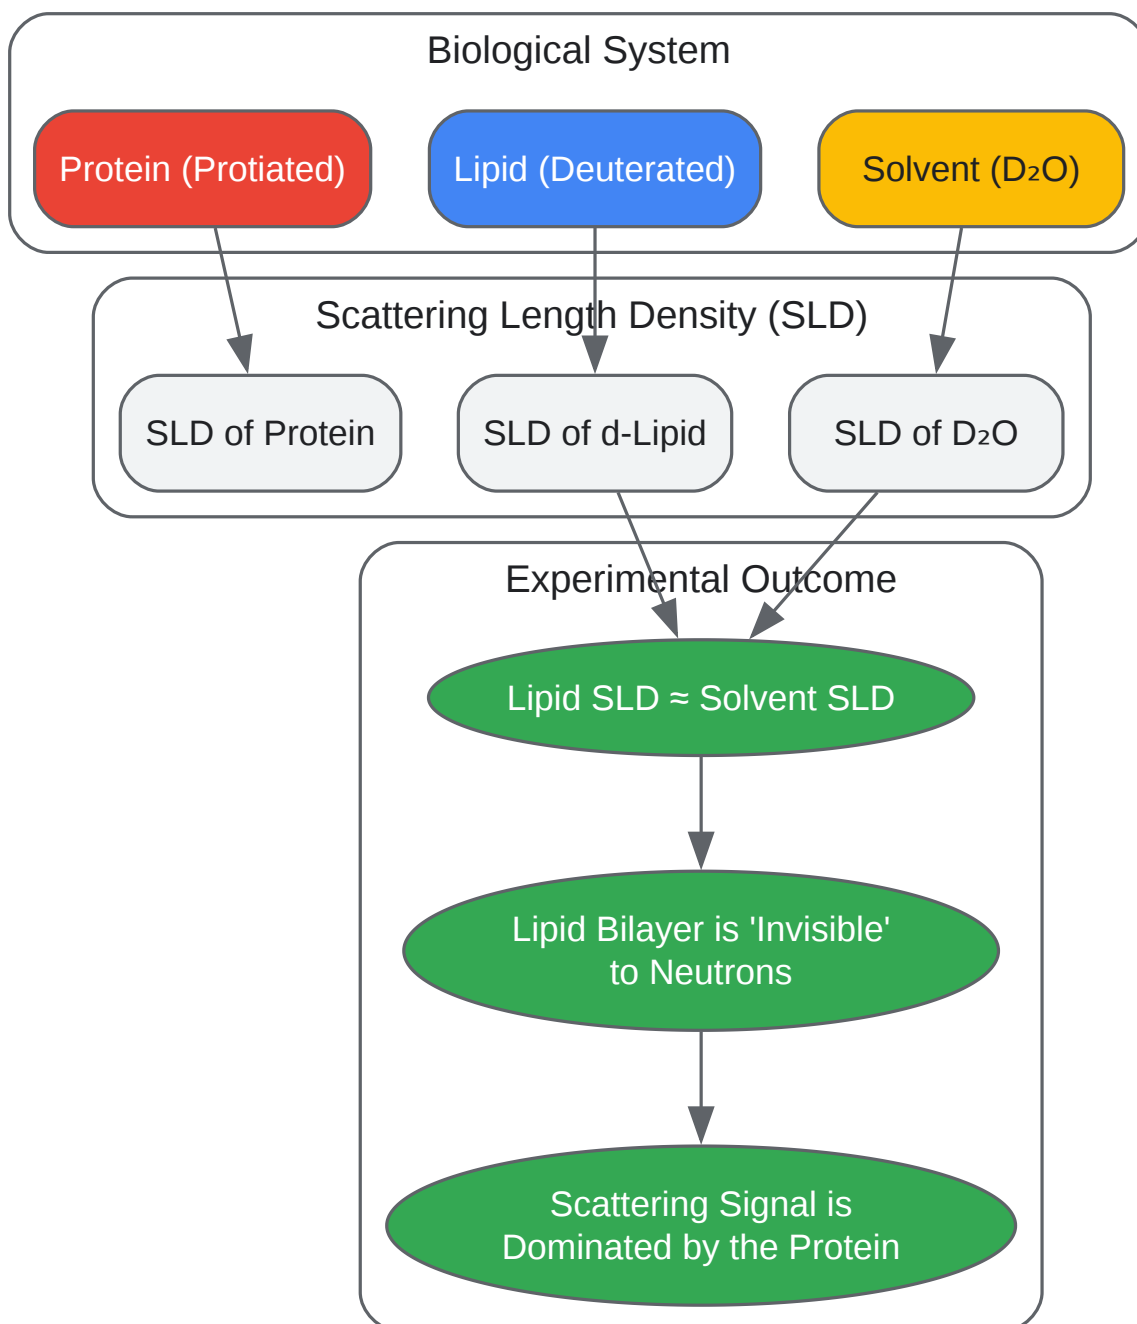 Biological System
Protein (Protiated)
Lipid (Deuterated)
Solvent (D₂O)
Scattering Length Density (SLD)
SLD of Protein
SLD of d-Lipid
SLD of D₂O
Experimental Outcome
Lipid SLD ≈ Solvent SLD
Lipid Bilayer is 'Invisible'
to Neutrons
Scattering Signal is
Dominated by the Protein